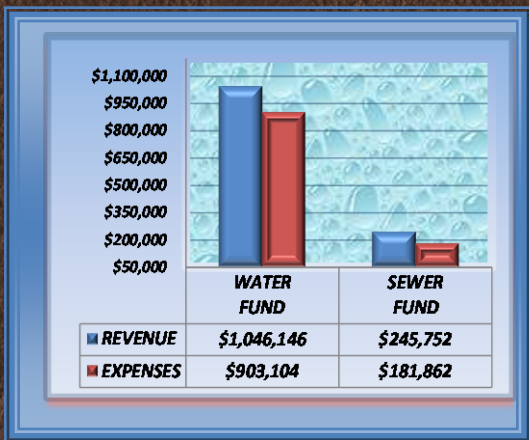 $1,100,000
$950,000
$800,000
$650,000
$500,000
$350,000
$200,000
$50,000
WATER FUND
SEWER FUND
REVENUE $1,046,146 $245,752
EXPENSES $903,104 $181,862